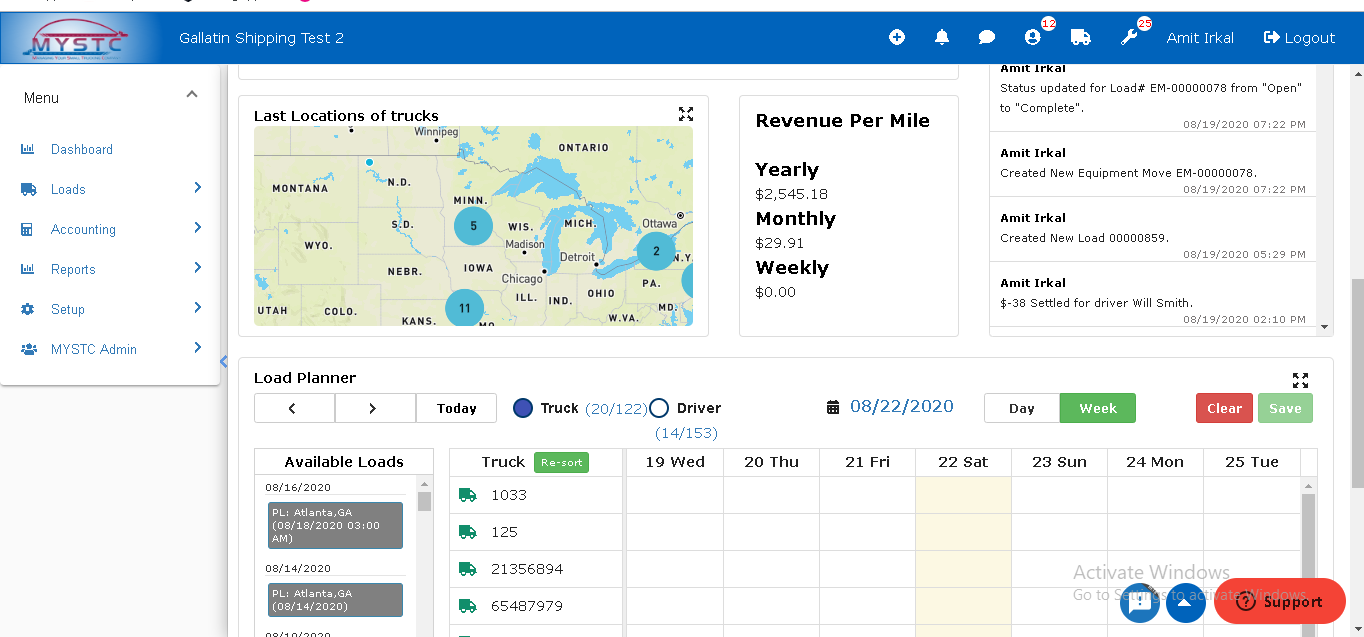 MYSTC
Gallatin Shipping Test 2
12
25
Amit Irkal
Logout
Menu
Dashboard
Loads
Accounting
Reports
Setup
MYSTC Admin
Last Locations of trucks
Winnipeg
ONTARIO
MONTANA
N.D.
MINN.
S.D.
5
WIS.
MICH.
Ottawa
WYO.
Madison
2
N.Y.
Detroit
NEBR.
IOWA
Chicago
PA.
OHIO
ILL.
IND.
UTAH
COLO.
11
MD.
KANS.
MO
W.VA.
Revenue Per Mile
Yearly
$2,545.18
Monthly
$29.91
Weekly
$0.00
Amit Irkal
Status updated for Load# EM-00000078 from "Open"
to "Complete".
08/19/2020 07:22 PM
Amit Irkal
Created New Equipment Move EM-00000078.
08/19/2020 07:22 PM
Amit Irkal
Created New Load 00000859.
08/19/2020 05:29 PM
Amit Irkal
$-38 Settled for driver Will Smith.
08/19/2020 02:10 PM
Load Planner
Today
Truck (20/122)
Driver
(14/153)
08/22/2020
Day
Week
Clear
Save
Available Loads
08/16/2020
PL: Atlanta,GA
(08/18/2020 03:00
AM)
08/14/2020
PL: Atlanta,GA
(08/14/2020)
08/10/2020
Truck
Re-sort
19 Wed
20 Thu
21 Fri
22 Sat
23 Sun
24 Mon
25 Tue
1033
125
21356894
65487979
Activate Windows
Go to Settings to activate Windows.
Support